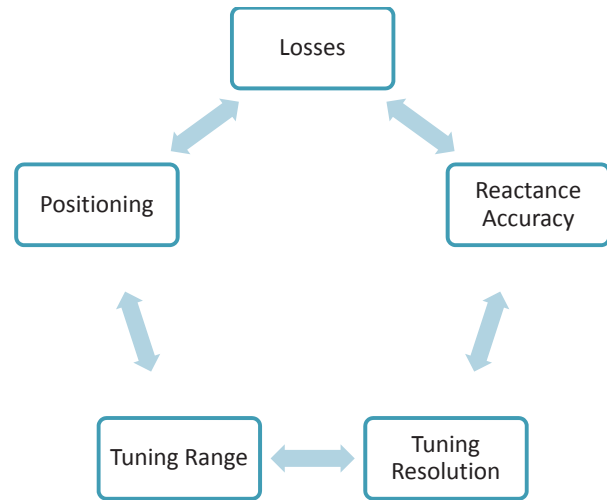 Losses
Positioning
Reactance
Accuracy
Tuning Range
Tuning
Resolution